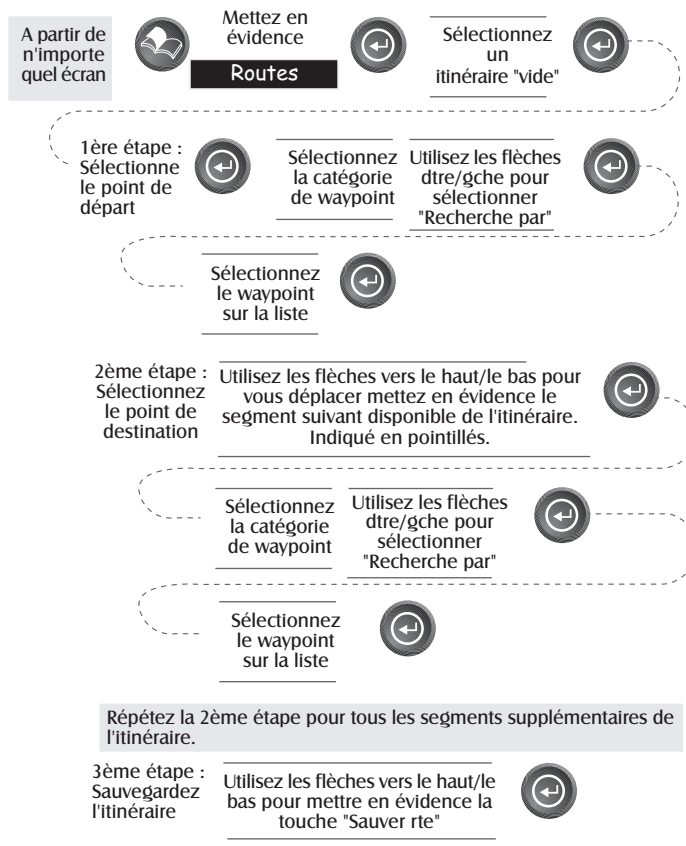 A partir de
n'importe
quel écran
Mettez en
évidence
Routes
Sélectionnez
un
itinéraire "vide"
1ère étape :
Sélectionne
le point de
départ
Sélectionnez
la catégorie
de waypoint
Utilisez les flèches
dtre/gche pour
sélectionner
"Recherche par"
Sélectionnez
le waypoint
sur la liste
2ème étape :
Sélectionnez
le point de
destination
Utilisez les flèches vers le haut/le bas pour
vous déplacer mettez en évidence le
segment suivant disponible de l'itinéraire.
Indiqué en pointillés.
Sélectionnez
la catégorie
de waypoint
Utilisez les flèches
dtre/gche pour
sélectionner
"Recherche par"
Sélectionnez
le waypoint
sur la liste
Répétez la 2ème étape pour tous les segments supplémentaires de
l'itinéraire.
3ème étape :
Sauvegardez
l'itinéraire
Utilisez les flèches vers le haut/le
bas pour mettre en évidence la
touche "Sauver rte"